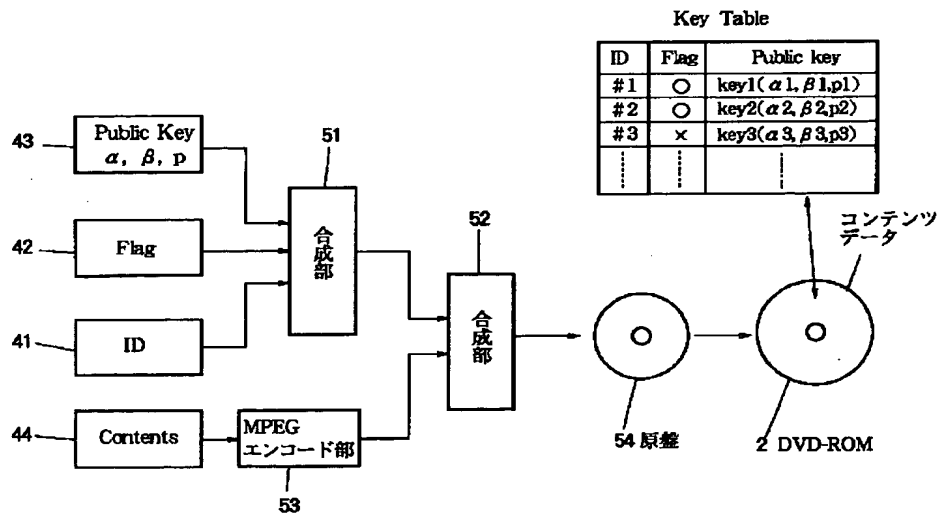 Key Table
ID Flag Public key
#1 ○ key1(α1,β1,p1)
#2 ○ key2(α2,β2,p2)
#3 × key3(α3,β3,p3)
43
Public Key
α, β, p
51
合成部
42
Flag
52
合成部
コンテンツ
データ
41
ID
44
Contents
MPEG
エンコード部
53
54 原盤
2 DVD-ROM